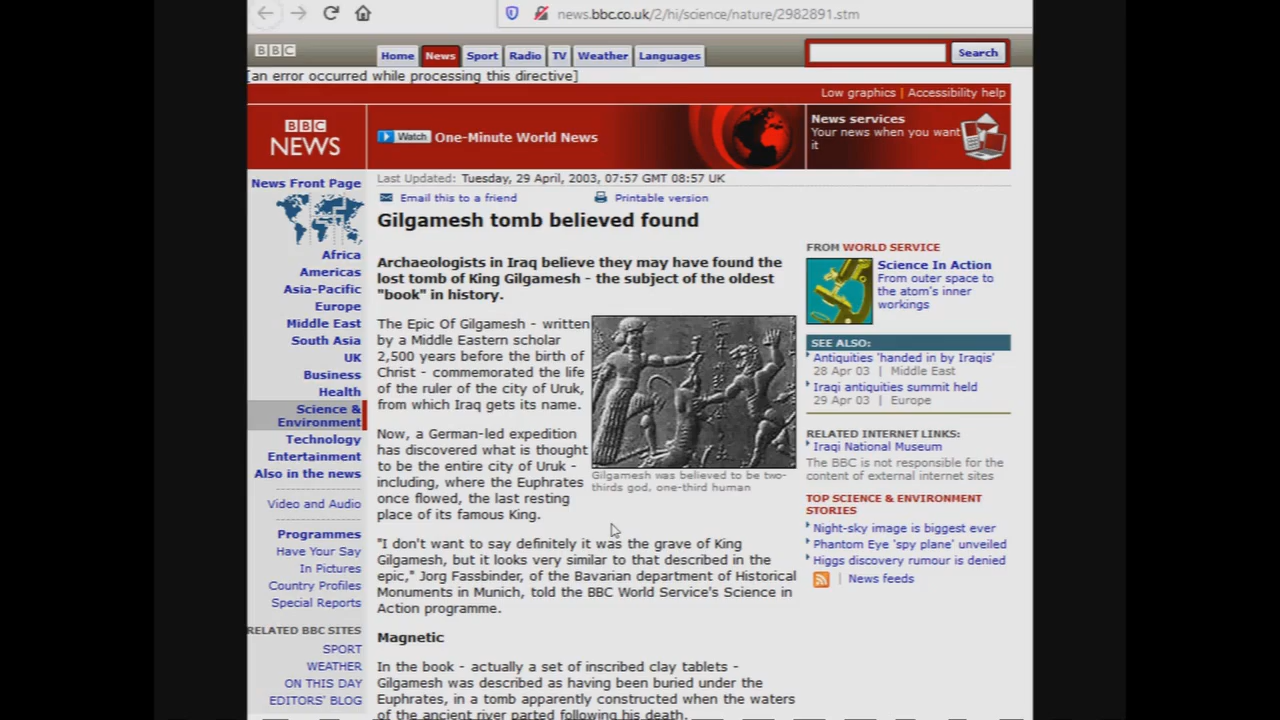 news.bbc.co.uk/2/hi/science/nature/2982891.stm
BBC
Home
News
Sport
Radio
TV
Weather
Languages
Search
[an error occurred while processing this directive]
Low graphics | Accessibility help
BBC
NEWS
Watch
One-Minute World News
News services
Your news when you want
it
News Front Page
Africa
Americas
Asia-Pacific
Europe
Middle East
South Asia
UK
Business
Health
Science &
Environment
Technology
Entertainment
Also in the news
Video and Audio
Programmes
Have Your Say
In Pictures
Country Profiles
Special Reports
RELATED BBC SITES
SPORT
WEATHER
ON THIS DAY
EDITORS' BLOG
Last Updated: Tuesday, 29 April, 2003, 07:57 GMT 08:57 UK
Email this to a friend
Printable version
Gilgamesh tomb believed found
Archaeologists in Iraq believe they may have found the
lost tomb of King Gilgamesh - the subject of the oldest
"book" in history.
The Epic Of Gilgamesh - written
by a Middle Eastern scholar
2,500 years before the birth of
Christ - commemorated the life
of the ruler of the city of Uruk,
from which Iraq gets its name.
Now, a German-led expedition
has discovered what is thought
to be the entire city of Uruk -
including, where the Euphrates
once flowed, the last resting
place of its famous King.
Gilgamesh was believed to be two-
thirds god, one-third human
"I don't want to say definitely it was the grave of King
Gilgamesh, but it looks very similar to that described in the
epic," Jorg Fassbinder, of the Bavarian department of Historical
Monuments in Munich, told the BBC World Service's Science in
Action programme.
Magnetic
In the book - actually a set of inscribed clay tablets -
Gilgamesh was described as having been buried under the
Euphrates, in a tomb apparently constructed when the waters
of the ancient river parted following his death.
FROM WORLD SERVICE
Science In Action
From outer space to
the atom's inner
workings
SEE ALSO:
Antiquities 'handed in by Iraqis'
28 Apr 03 | Middle East
Iraqi antiquities summit held
29 Apr 03 | Europe
RELATED INTERNET LINKS:
Iraqi National Museum
The BBC is not responsible for the
content of external internet sites
TOP SCIENCE & ENVIRONMENT
STORIES
Night-sky image is biggest ever
Phantom Eye 'spy plane' unveiled
Higgs discovery rumour is denied
| News feeds